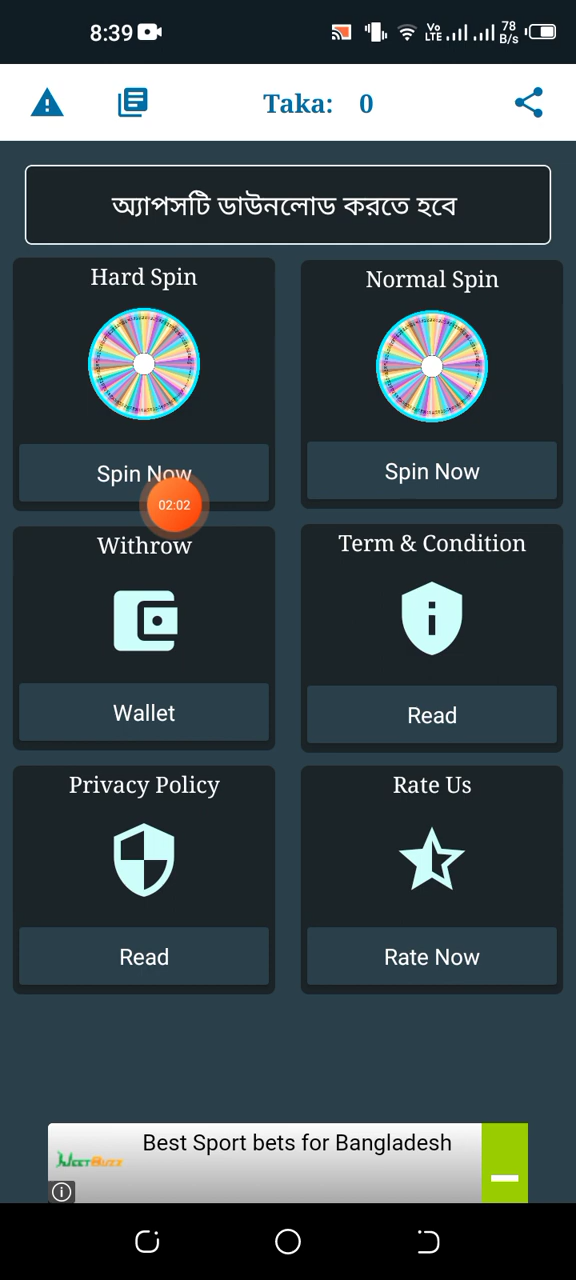 8:39
Vo
LTE
78
B/s
Taka: 0
অ্যাপসটি ডাউনলোড করতে হবে
Hard Spin
Normal Spin
Spin Now
Spin Now
02:02
Withrow
Term & Condition
Wallet
Read
Privacy Policy
Rate Us
Read
Rate Now
Best Sport bets for Bangladesh
JEETBUZZ